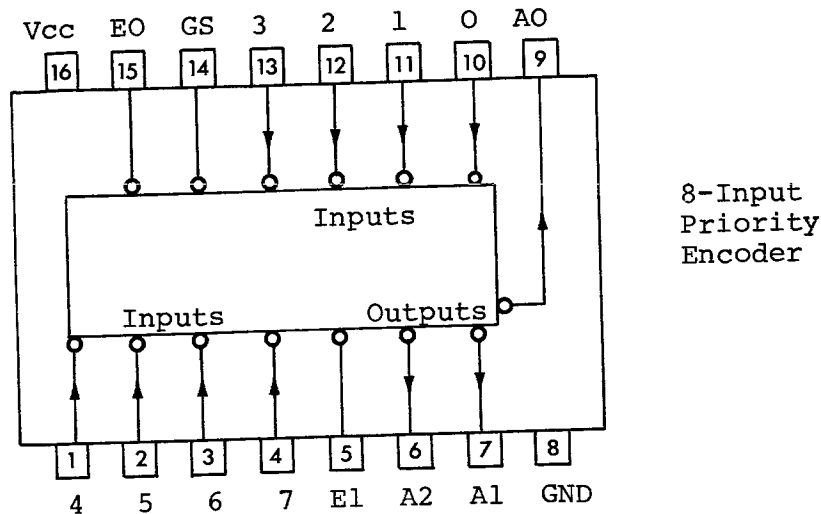 Vcc EO GS 3 2 1 0 AO
16 15 14 13 12 11 10 9
Inputs
8-Input
Priority
Encoder
Inputs Outputs
1 2 3 4 5 6 7 8
4 5 6 7 E1 A2 A1 GND